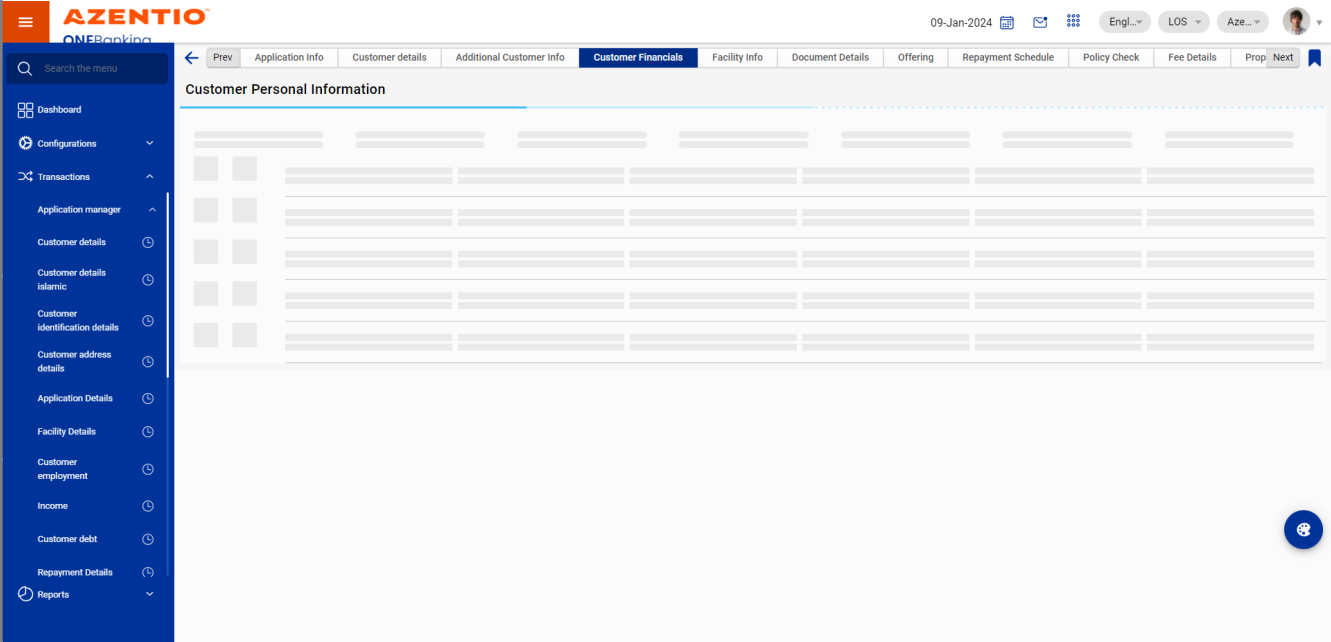 AZENTIO™
ONEBanking
09-Jan-2024
Engl...
LOS
Aze...
Search the menu
Prev
Application Info
Customer details
Additional Customer Info
Customer Financials
Facility Info
Document Details
Offering
Repayment Schedule
Policy Check
Fee Details
Prop
Next
Customer Personal Information
Dashboard
Configurations
Transactions
Application manager
Customer details
Customer details
islamic
Customer
identification details
Customer address
details
Application Details
Facility Details
Customer
employment
Income
Customer debt
Repayment Details
Reports